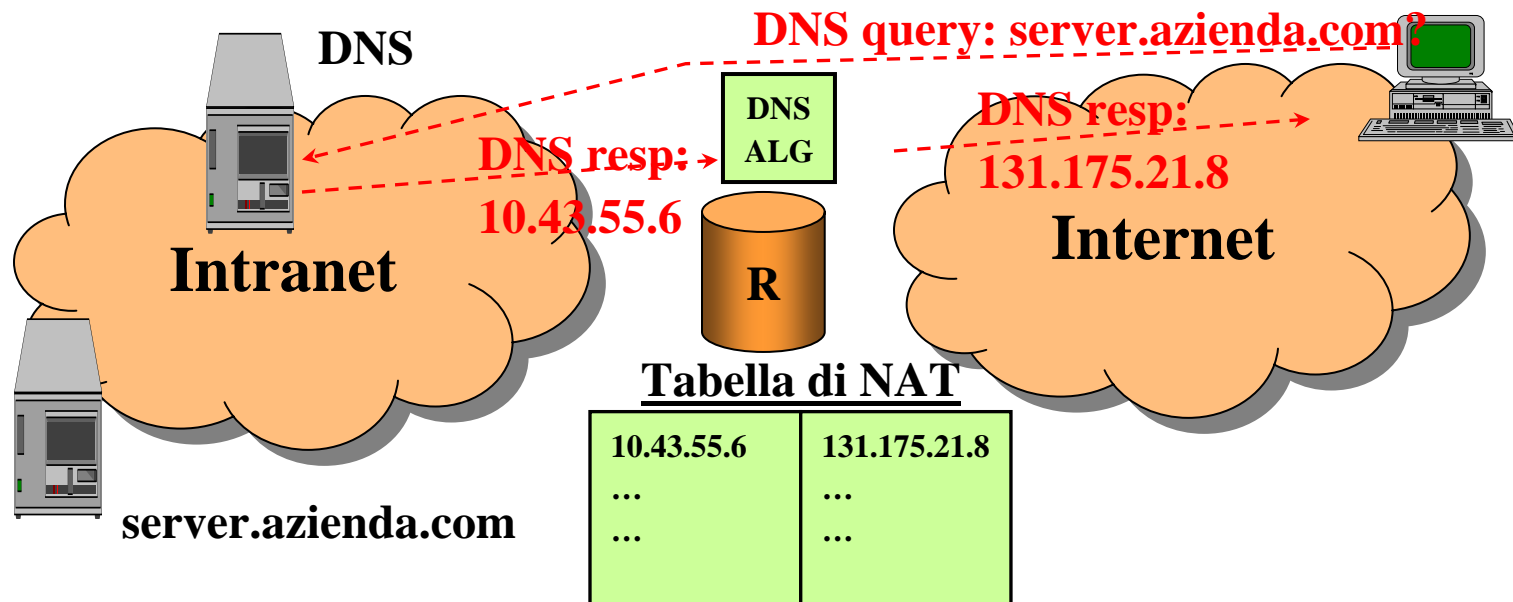 DNS
DNS query: server.azienda.com?
DNS
ALG
DNS resp:
10.43.55.6
DNS resp:
131.175.21.8
Intranet
R
Internet
Tabella di NAT
10.43.55.6 131.175.21.8
... ...
... ...
server.azienda.com